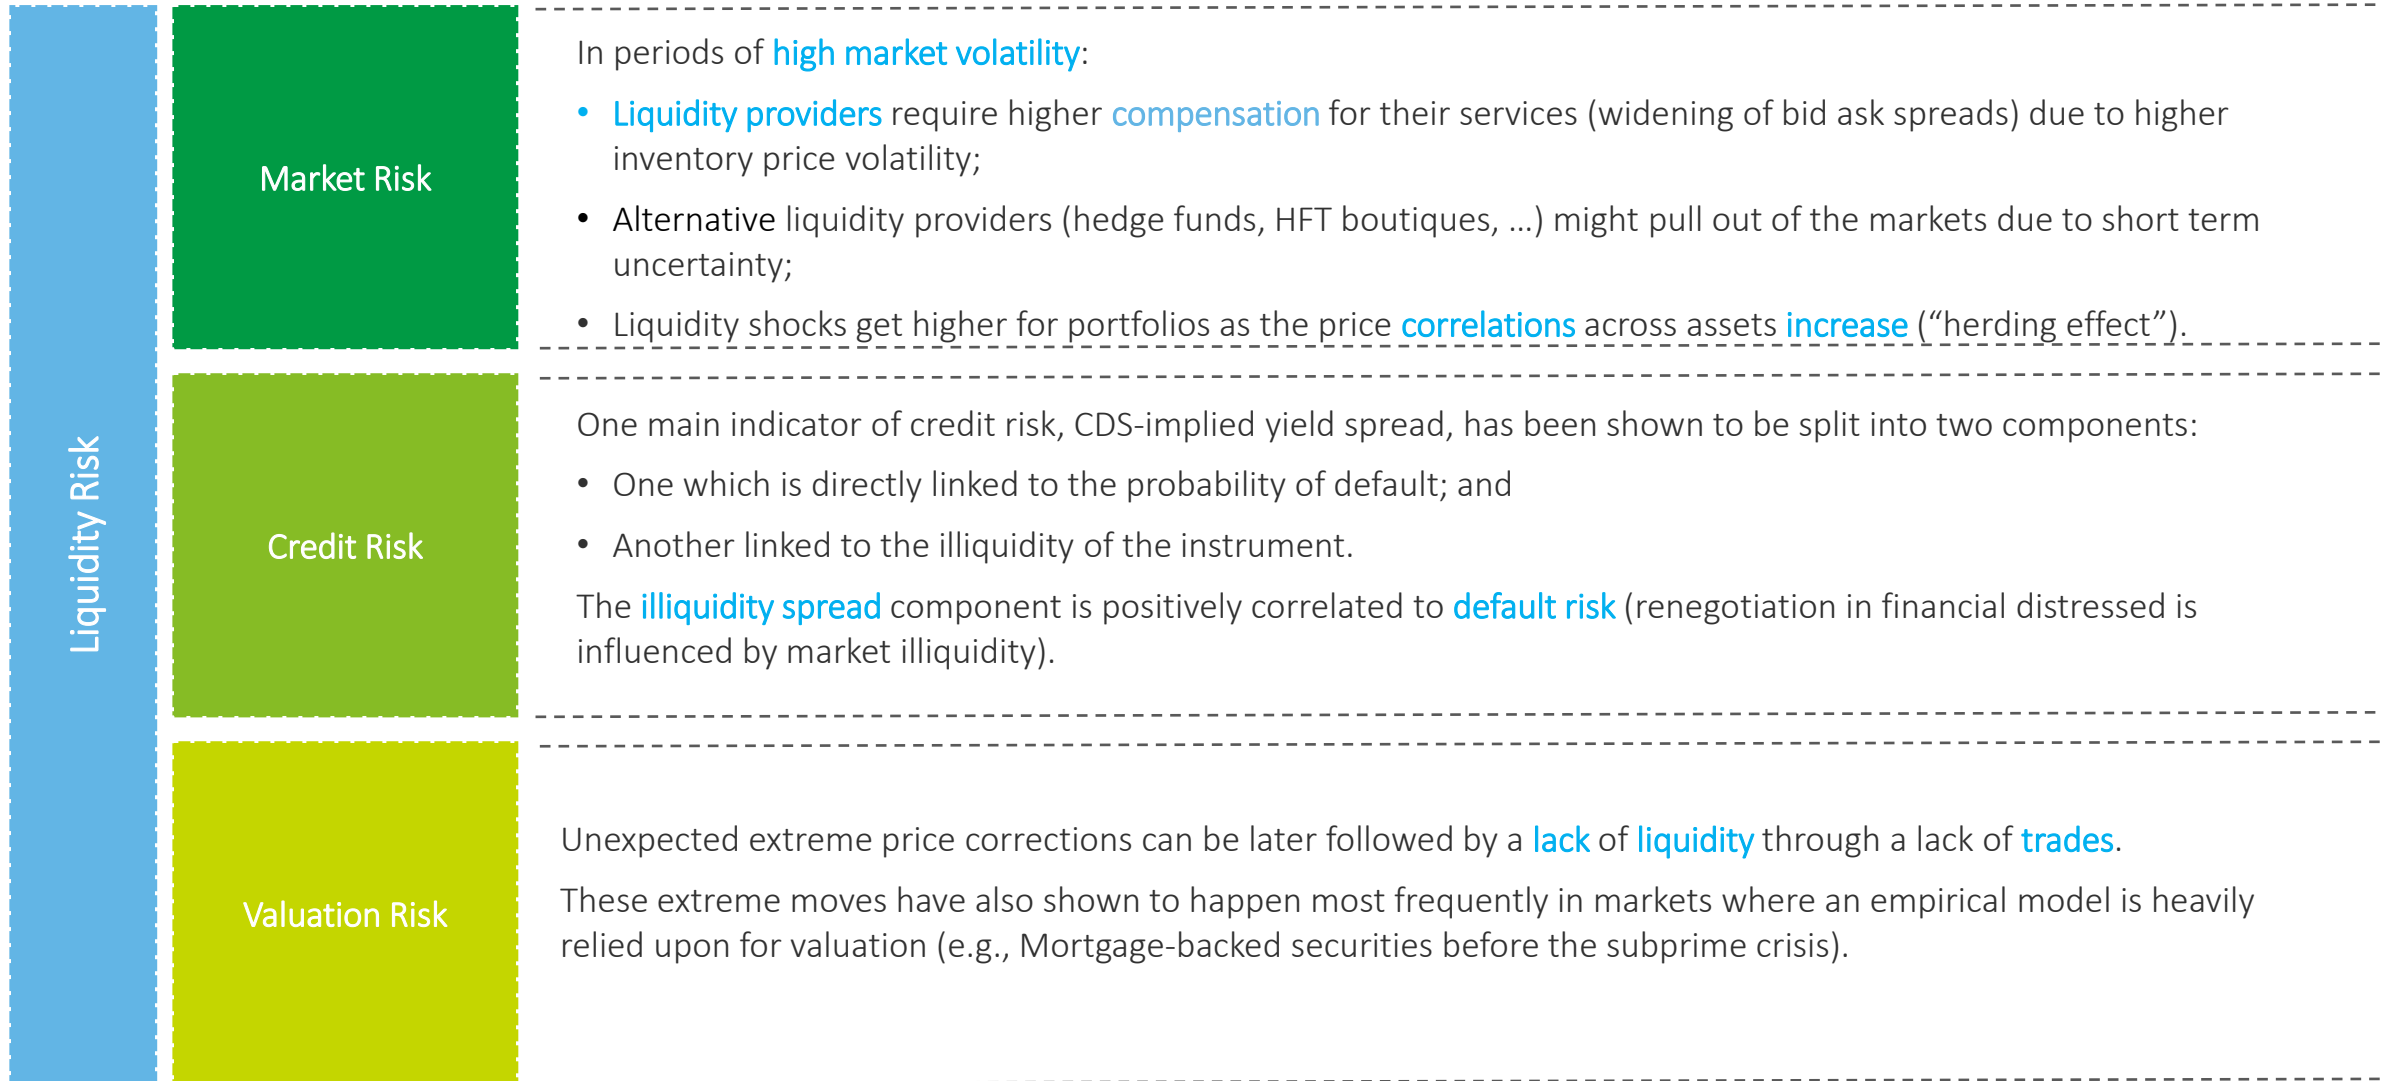 Liquidity Risk
Market Risk
In periods of high market volatility:
• Liquidity providers require higher compensation for their services (widening of bid ask spreads) due to higher
inventory price volatility;
• Alternative liquidity providers (hedge funds, HFT boutiques, …) might pull out of the markets due to short term
uncertainty;
• Liquidity shocks get higher for portfolios as the price correlations across assets increase (“herding effect”).
Credit Risk
One main indicator of credit risk, CDS-implied yield spread, has been shown to be split into two components:
• One which is directly linked to the probability of default; and
• Another linked to the illiquidity of the instrument.
The illiquidity spread component is positively correlated to default risk (renegotiation in financial distressed is
influenced by market illiquidity).
Valuation Risk
Unexpected extreme price corrections can be later followed by a lack of liquidity through a lack of trades.
These extreme moves have also shown to happen most frequently in markets where an empirical model is heavily
relied upon for valuation (e.g., Mortgage-backed securities before the subprime crisis).